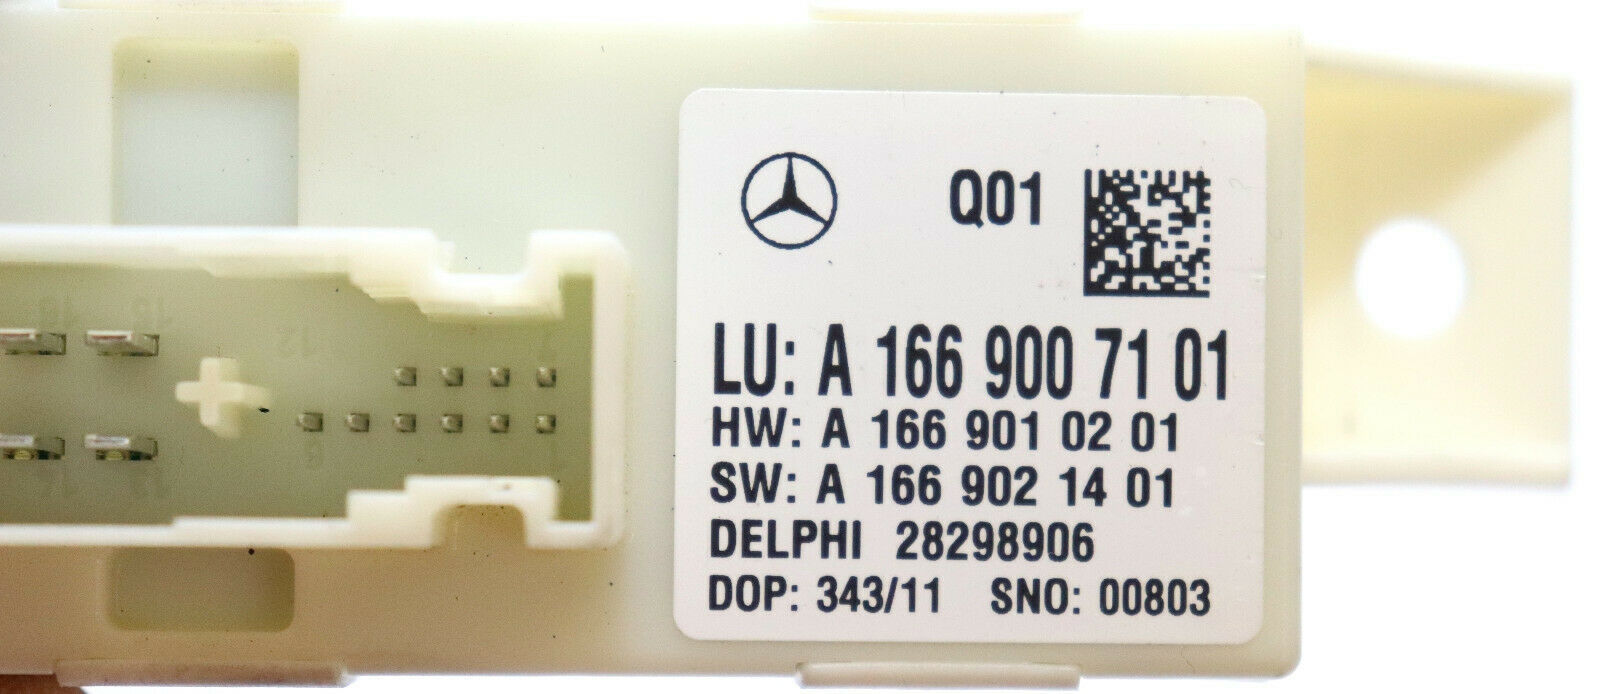 Q01
LU: A 166 900 71 01
HW: A 166 901 02 01
SW: A 166 902 14 01
DELPHI 28298906
DOP: 343/11 SNO: 00803
12